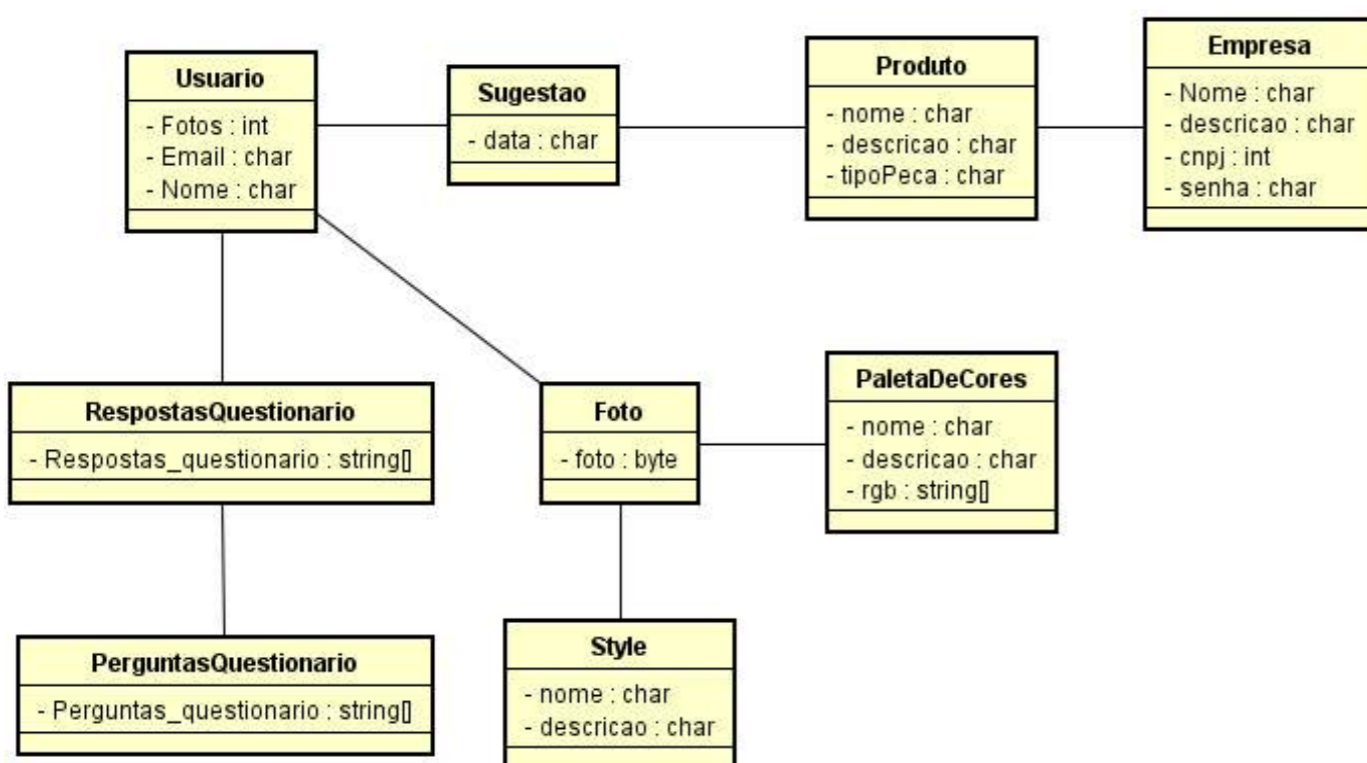 Usuario
- Fotos : int
- Email : char
- Nome : char
Sugestao
- data : char
Produto
- nome : char
- descricao : char
- tipoPeca : char
Empresa
- Nome : char
- descricao : char
- cnpj : int
- senha : char
RespostasQuestionario
- Respostas_questionario : string[]
Foto
- foto : byte
PaletaDeCores
- nome : char
- descricao : char
- rgb : string[]
PerguntasQuestionario
- Perguntas_questionario : string[]
Style
- nome : char
- descricao : char